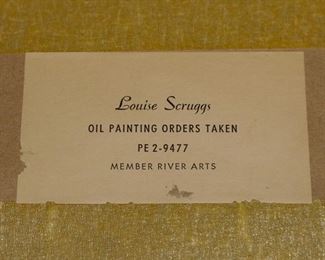 Louise Scruggs
OIL PAINTING ORDERS TAKEN
PE 2-9477
MEMBER RIVER ARTS